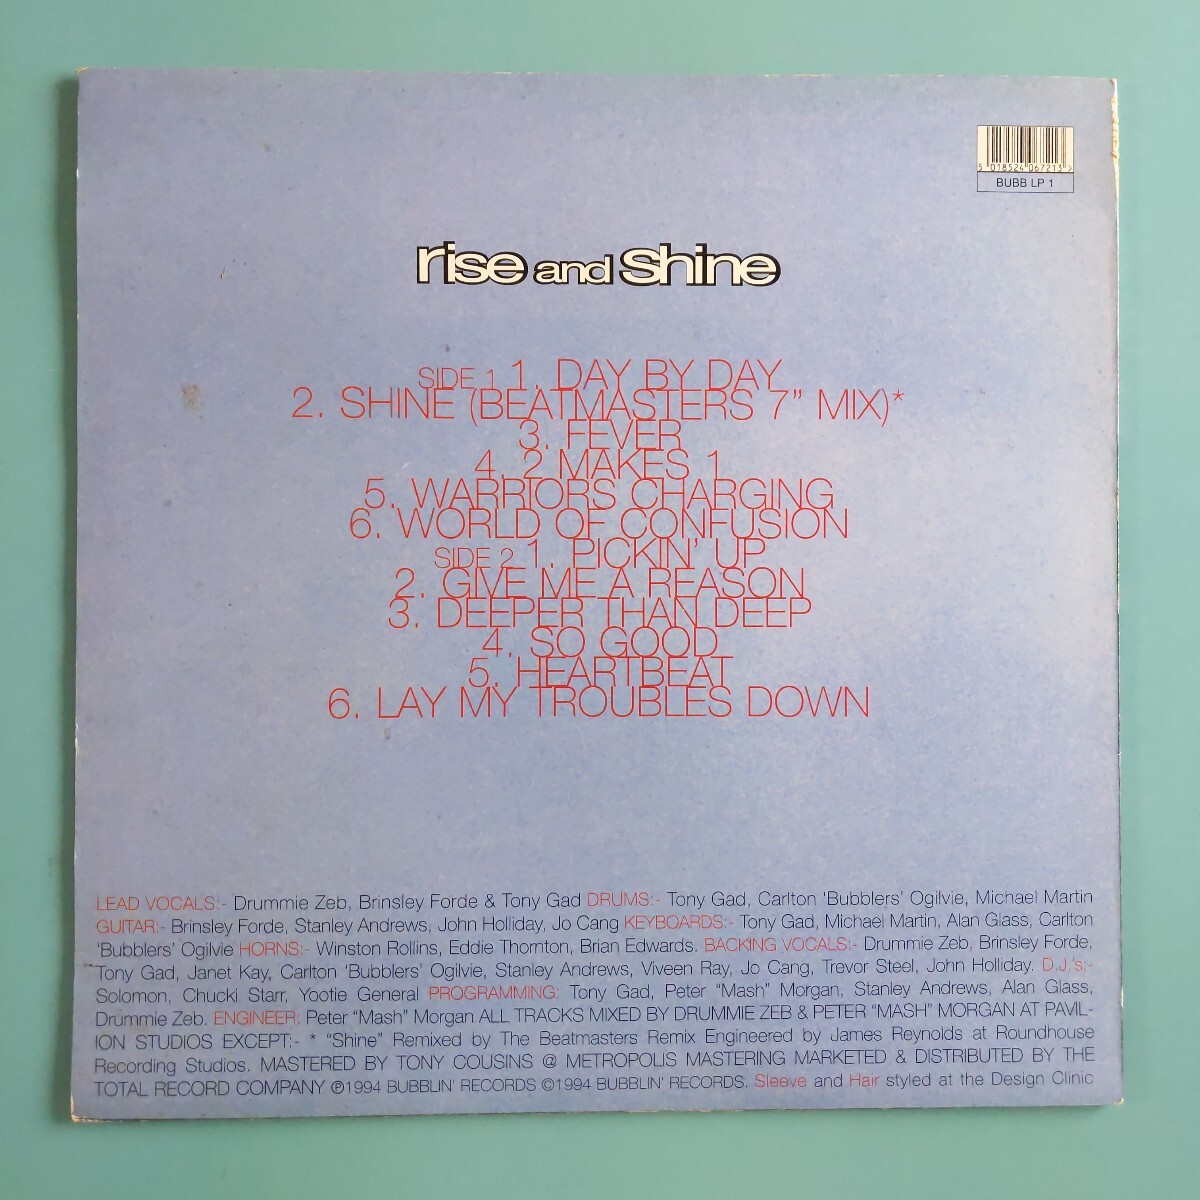 5 018524 067213
BUBB LP 1
rise and shine
SIDE 1 1. DAY BY DAY
2. SHINE (BEATMASTERS 7” MIX)*
3. FEVER
4. 2 MAKES 1
5. WARRIORS CHARGING
6. WORLD OF CONFUSION
SIDE 2 1. PICKIN’ UP
2. GIVE ME A REASON
3. DEEPER THAN DEEP
4. SO GOOD
5. HEARTBEAT
6. LAY MY TROUBLES DOWN
LEAD VOCALS:- Drummie Zeb, Brinsley Forde & Tony Gad DRUMS:- Tony Gad, Carlton ‘Bubblers’ Ogilvie, Michael Martin
GUITAR:- Brinsley Forde, Stanley Andrews, John Holliday, Jo Cang KEYBOARDS:- Tony Gad, Michael Martin, Alan Glass, Carlton
‘Bubblers’ Ogilvie HORNS:- Winston Rollins, Eddie Thornton, Brian Edwards. BACKING VOCALS:- Drummie Zeb, Brinsley Forde,
Tony Gad, Janet Kay, Carlton ‘Bubblers’ Ogilvie, Stanley Andrews, Viveen Ray, Jo Cang, Trevor Steel, John Holliday. D.J.’s:-
Solomon, Chucki Starr, Yootie General PROGRAMMING: Tony Gad, Peter “Mash” Morgan, Stanley Andrews, Alan Glass,
Drummie Zeb. ENGINEER: Peter “Mash” Morgan ALL TRACKS MIXED BY DRUMMIE ZEB & PETER “MASH” MORGAN AT PAVIL-
ION STUDIOS EXCEPT:- * “Shine” Remixed by The Beatmasters Remix Engineered by James Reynolds at Roundhouse
Recording Studios. MASTERED BY TONY COUSINS @ METROPOLIS MASTERING MARKETED & DISTRIBUTED BY THE
TOTAL RECORD COMPANY ℗1994 BUBBLIN’ RECORDS ©1994 BUBBLIN’ RECORDS. Sleeve and Hair styled at the Design Clinic